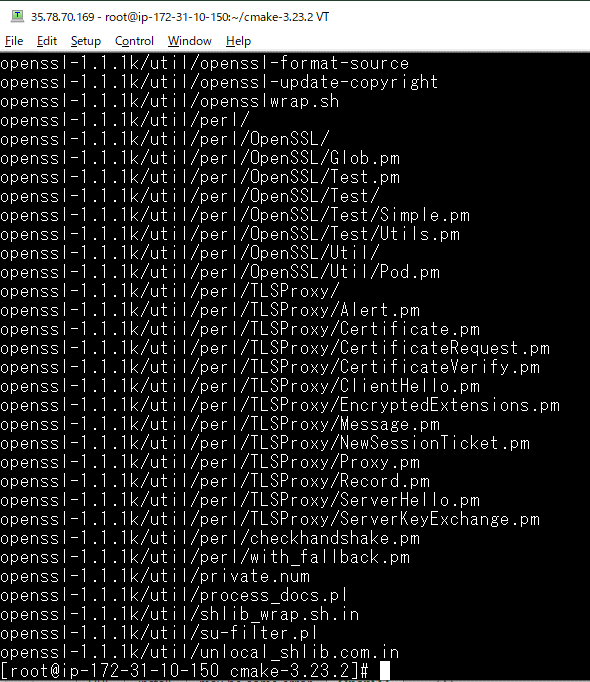 35.78.70.169 - root@ip-172-31-10-150:~/cmake-3.23.2 VT
File Edit Setup Control Window Help
openssl-1.1.1k/util/openssl-format-source
openssl-1.1.1k/util/openssl-update-copyright
openssl-1.1.1k/util/opensslwrap.sh
openssl-1.1.1k/util/perl/
openssl-1.1.1k/util/perl/OpenSSL/
openssl-1.1.1k/util/perl/OpenSSL/Glob.pm
openssl-1.1.1k/util/perl/OpenSSL/Test.pm
openssl-1.1.1k/util/perl/OpenSSL/Test/
openssl-1.1.1k/util/perl/OpenSSL/Test/Simple.pm
openssl-1.1.1k/util/perl/OpenSSL/Test/Utils.pm
openssl-1.1.1k/util/perl/OpenSSL/Util/
openssl-1.1.1k/util/perl/OpenSSL/Util/Pod.pm
openssl-1.1.1k/util/perl/TLSProxy/
openssl-1.1.1k/util/perl/TLSProxy/Alert.pm
openssl-1.1.1k/util/perl/TLSProxy/Certificate.pm
openssl-1.1.1k/util/perl/TLSProxy/CertificateRequest.pm
openssl-1.1.1k/util/perl/TLSProxy/CertificateVerify.pm
openssl-1.1.1k/util/perl/TLSProxy/ClientHello.pm
openssl-1.1.1k/util/perl/TLSProxy/EncryptedExtensions.pm
openssl-1.1.1k/util/perl/TLSProxy/Message.pm
openssl-1.1.1k/util/perl/TLSProxy/NewSessionTicket.pm
openssl-1.1.1k/util/perl/TLSProxy/Proxy.pm
openssl-1.1.1k/util/perl/TLSProxy/Record.pm
openssl-1.1.1k/util/perl/TLSProxy/ServerHello.pm
openssl-1.1.1k/util/perl/TLSProxy/ServerKeyExchange.pm
openssl-1.1.1k/util/perl/checkhandshake.pm
openssl-1.1.1k/util/perl/with_fallback.pm
openssl-1.1.1k/util/private.num
openssl-1.1.1k/util/process_docs.pl
openssl-1.1.1k/util/shlib_wrap.sh.in
openssl-1.1.1k/util/su-filter.pl
openssl-1.1.1k/util/unlocal_shlib.com.in
[root@ip-172-31-10-150 cmake-3.23.2]#